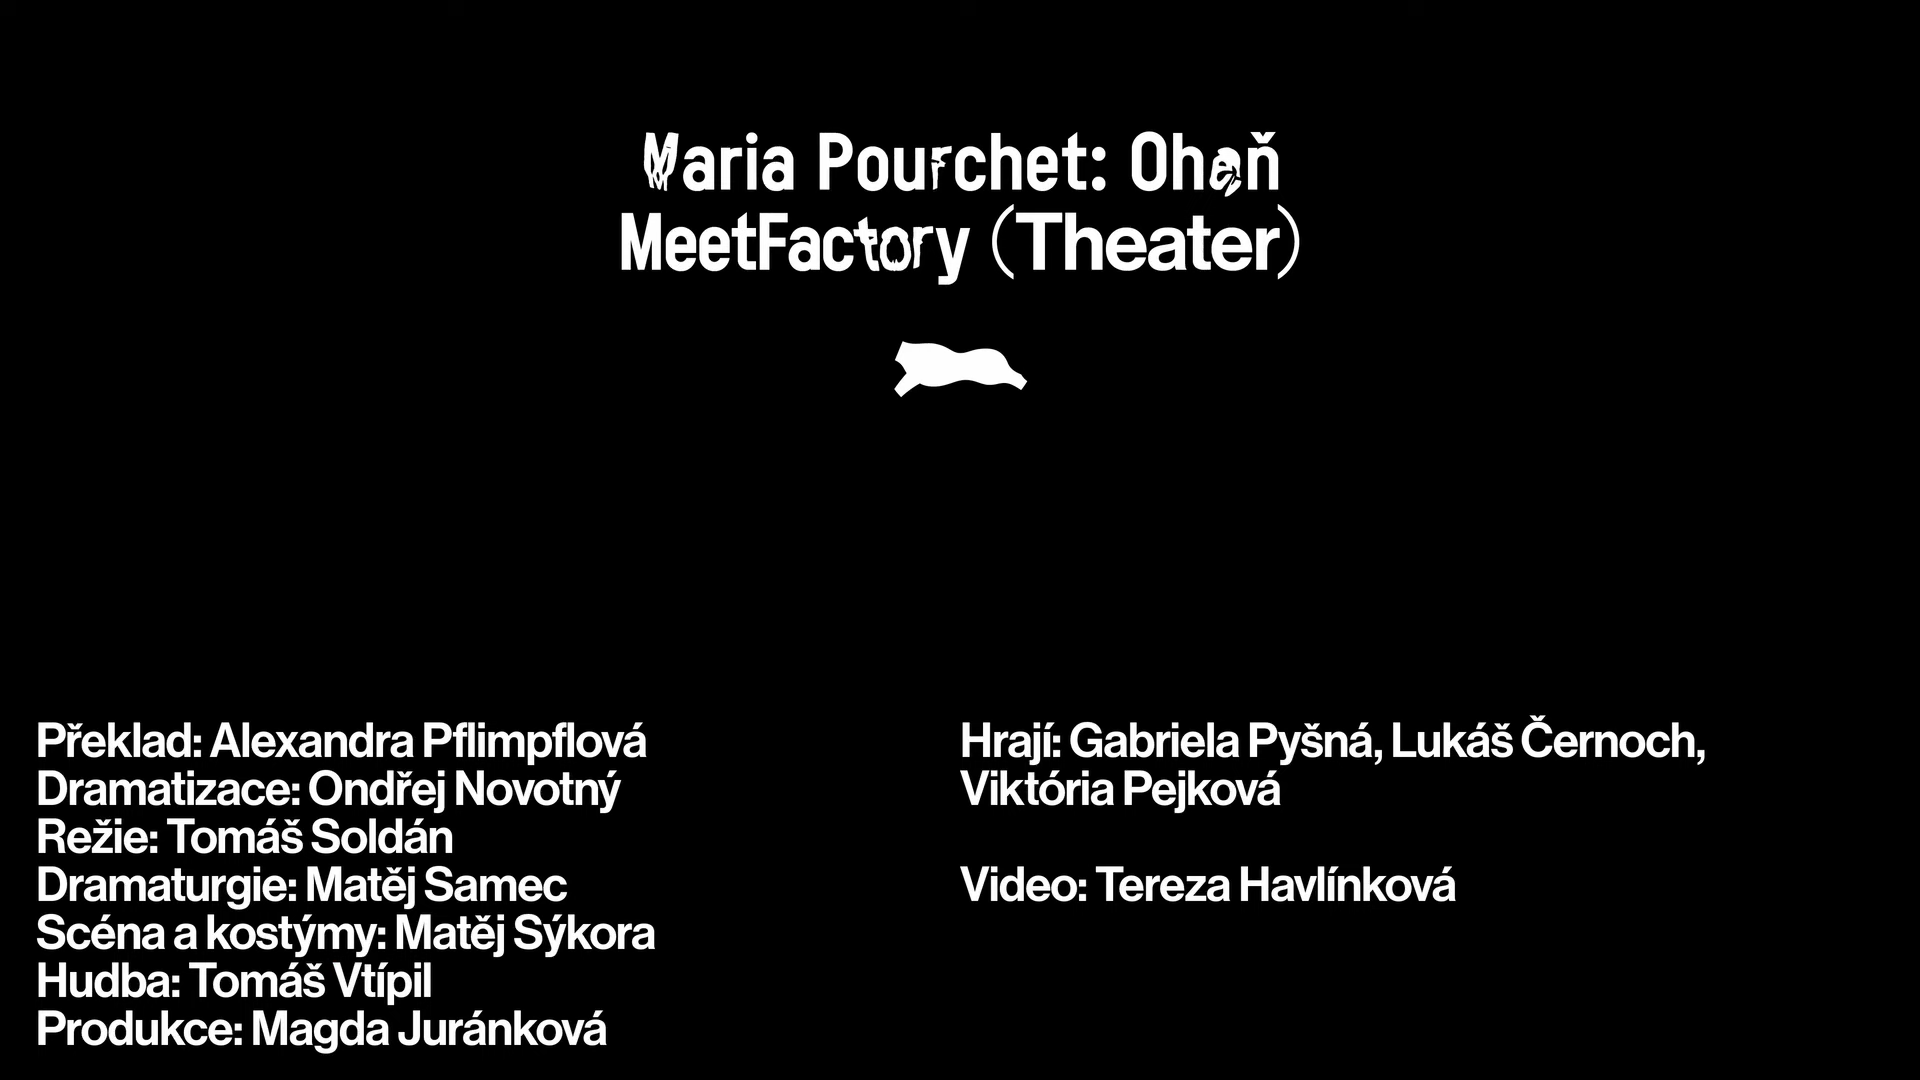 Maria Pourchet: Oheň
MeetFactory (Theater)
Překlad: Alexandra Pflimpflová
Dramatizace: Ondřej Novotný
Režie: Tomáš Soldán
Dramaturgie: Matěj Samec
Scéna a kostýmy: Matěj Sýkora
Hudba: Tomáš Vtípil
Produkce: Magda Juránková
Hrají: Gabriela Pyšná, Lukáš Černoch,
Viktória Pejková
Video: Tereza Havlínková